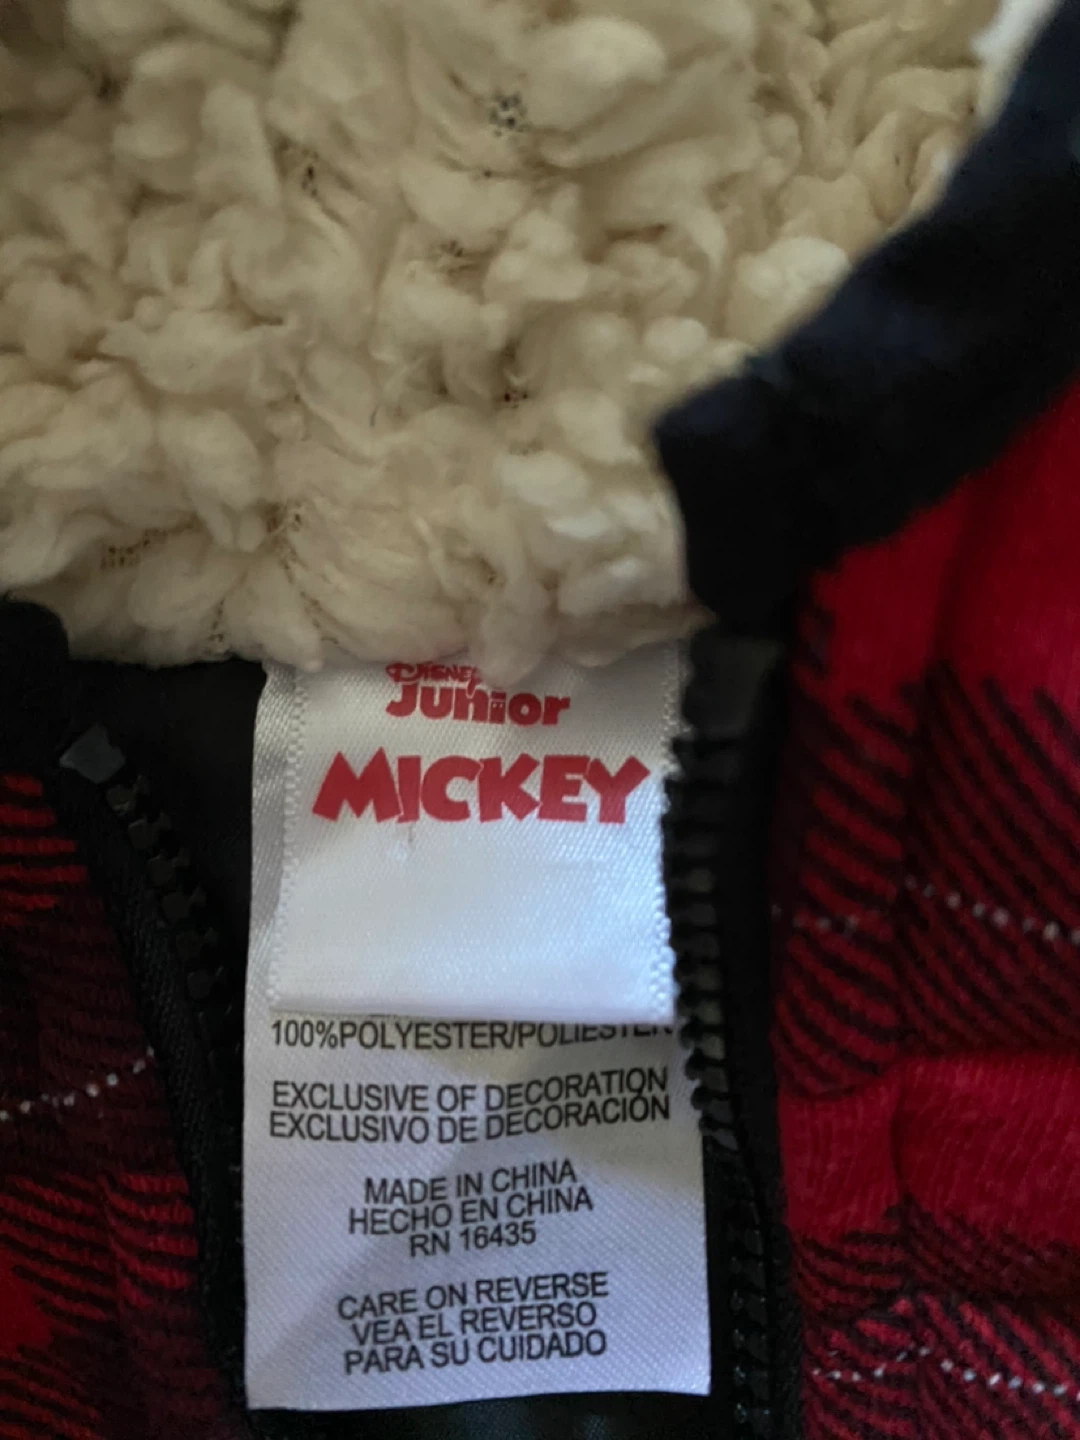 DISNEY
JUNIOR
MICKEY
100%POLYESTER/POLIESTER
EXCLUSIVE OF DECORATION
EXCLUSIVO DE DECORACIÓN
MADE IN CHINA
HECHO EN CHINA
RN 16435
CARE ON REVERSE
VEA EL REVERSO
PARA SU CUIDADO